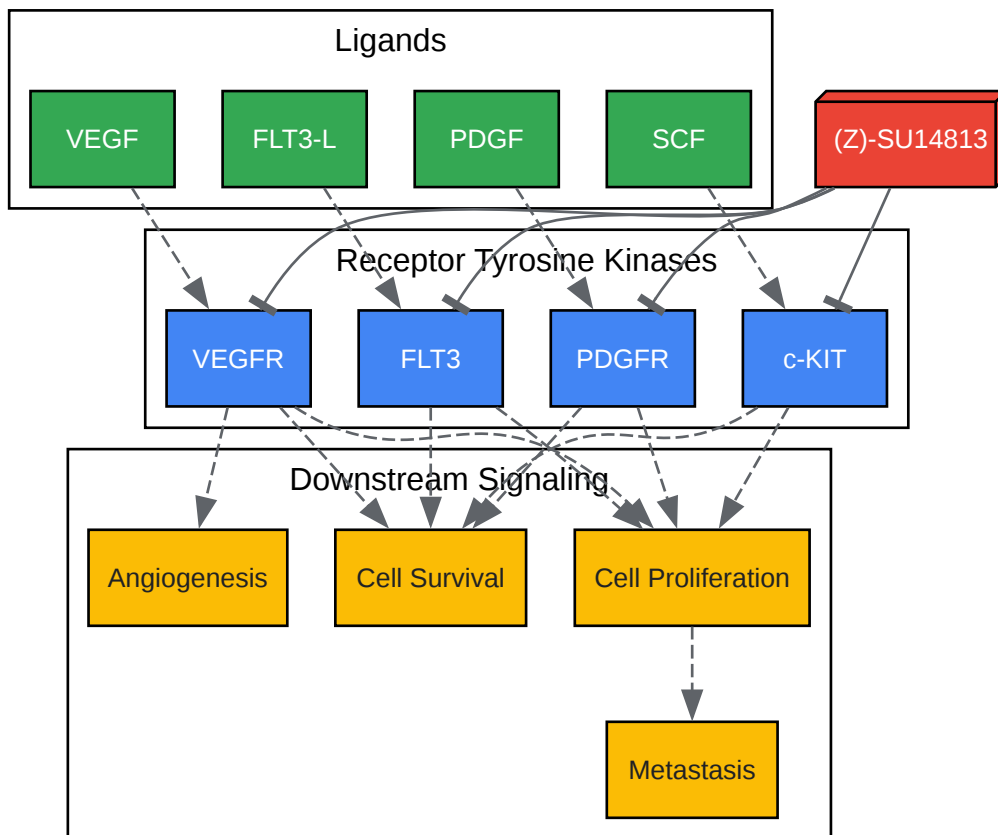 Ligands
VEGF
FLT3-L
PDGF
SCF
(Z)-SU14813
Receptor Tyrosine Kinases
VEGFR
FLT3
PDGFR
c-KIT
Downstream Signaling
Angiogenesis
Cell Survival
Cell Proliferation
Metastasis